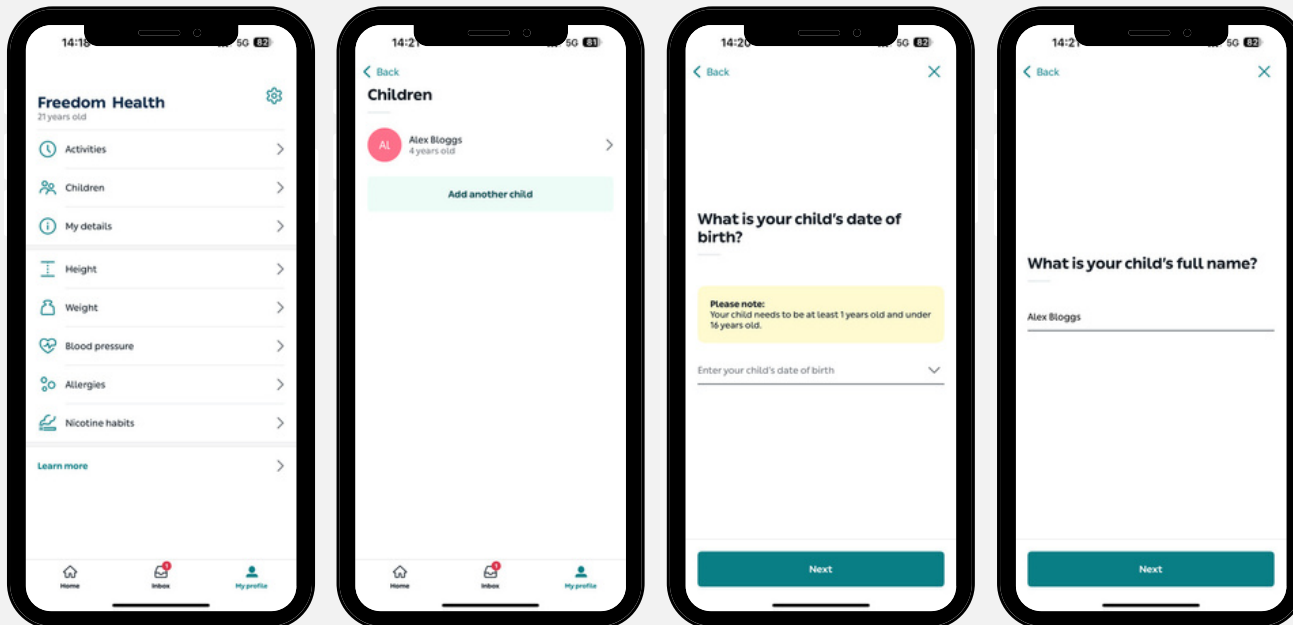 14:18
5G 82
Freedom Health
21 years old
Activities
Children
My details
Height
Weight
Blood pressure
Allergies
Nicotine habits
Learn more
Home
1
Inbox
My profile
14:21
5G 81
Back
Children
AL
Alex Bloggs
4 years old
Add another child
Home
1
Inbox
My profile
14:20
5G 82
Back
What is your child's date of
birth?
Please note:
Your child needs to be at least 1 years old and under
16 years old.
Enter your child's date of birth
Next
14:21
5G 82
Back
What is your child's full name?
Alex Bloggs
Next